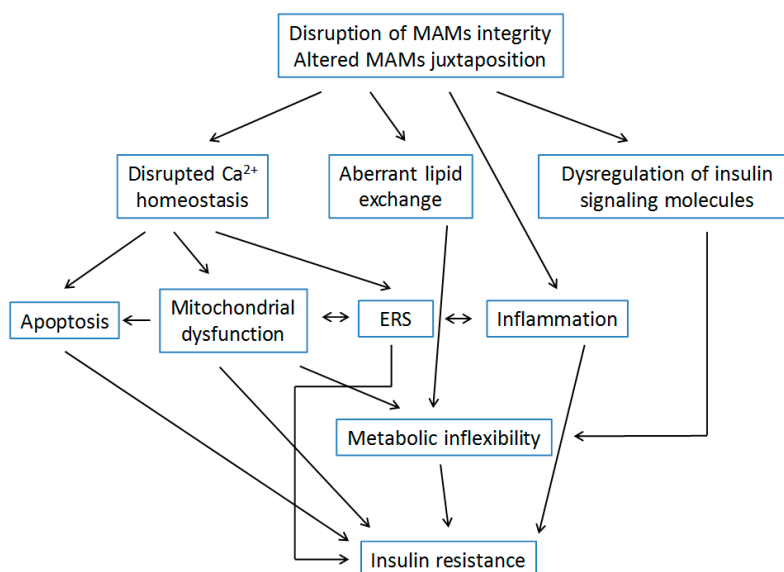 Disruption of MAMs integrity
Altered MAMs juxtaposition
Disrupted Ca²⁺
homeostasis
Aberrant lipid
exchange
Dysregulation of insulin
signaling molecules
Apoptosis
Mitochondrial
dysfunction
ERS
Inflammation
Metabolic inflexibility
Insulin resistance